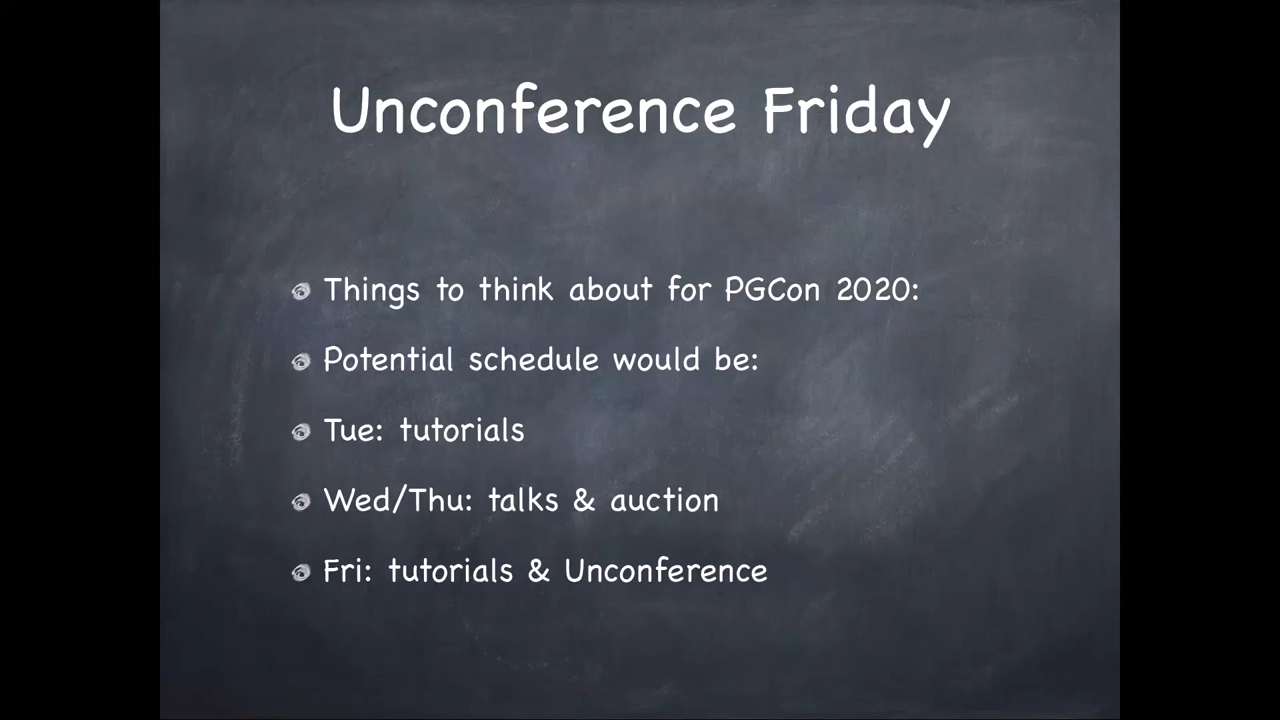 Unconference Friday
Things to think about for PGCon 2020:
Potential schedule would be:
Tue: tutorials
Wed/Thu: talks & auction
Fri: tutorials & Unconference